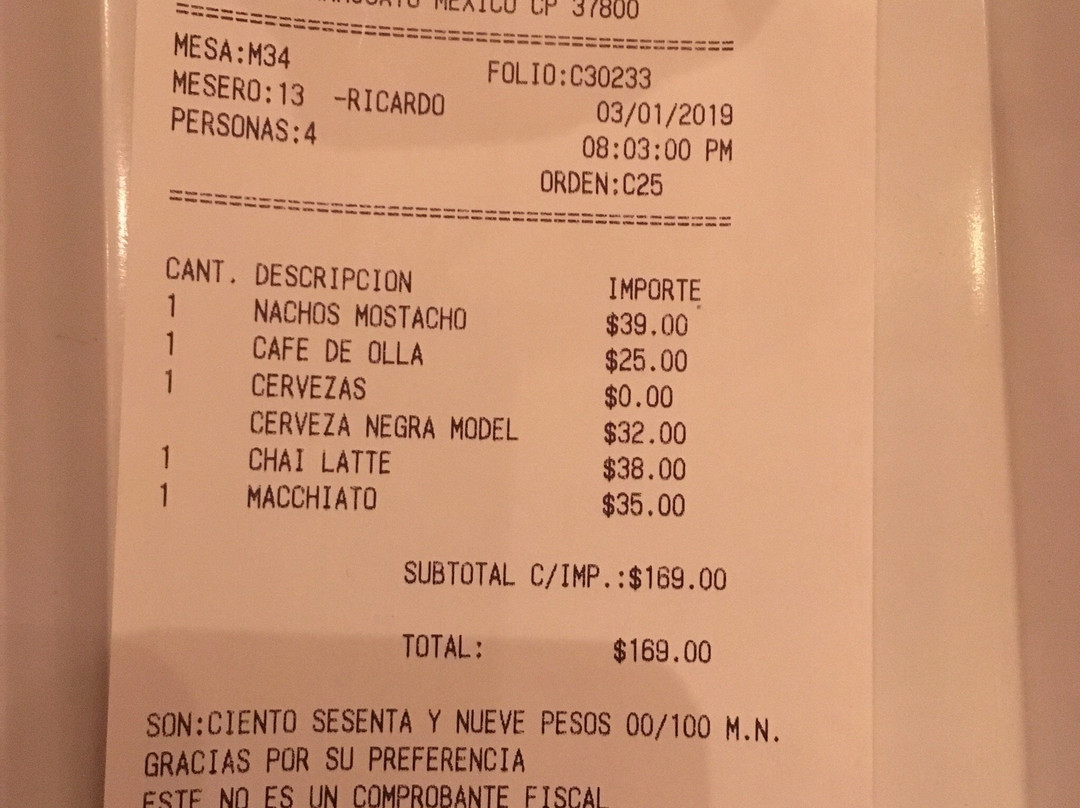 MEXICO CP 37800
==========================================
MESA:M34
FOLIO:C30233
MESERO:13 -RICARDO
03/01/2019
PERSONAS:4
08:03:00 PM
ORDEN:C25
==========================================
CANT. DESCRIPCION IMPORTE
1 NACHOS MOSTACHO $39.00
1 CAFE DE OLLA $25.00
1 CERVEZAS $0.00
CERVEZA NEGRA MODEL $32.00
1 CHAI LATTE $38.00
1 MACCHIATO $35.00
SUBTOTAL C/IMP.:$169.00
TOTAL: $169.00
SON:CIENTO SESENTA Y NUEVE PESOS 00/100 M.N.
GRACIAS POR SU PREFERENCIA
ESTE NO ES UN COMPROBANTE FISCAL